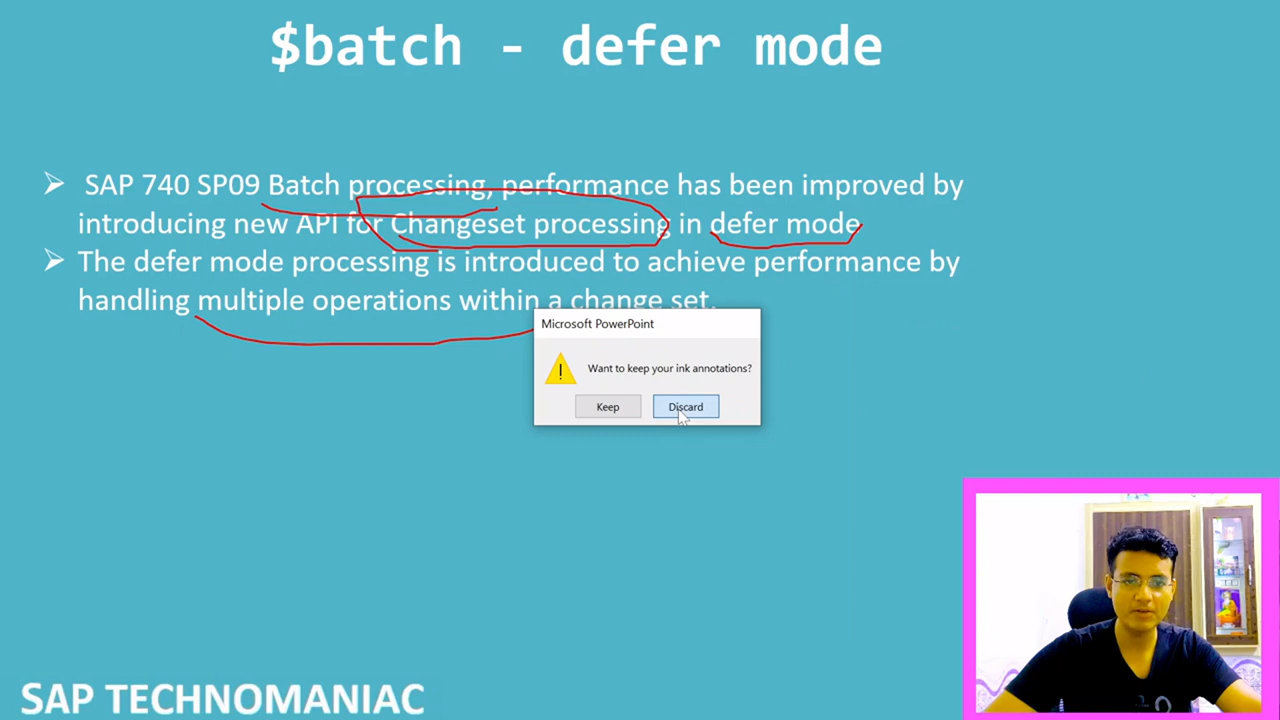 $batch - defer mode
➢ SAP 740 SP09 Batch processing, performance has been improved by
introducing new API for Changeset processing in defer mode
➢ The defer mode processing is introduced to achieve performance by
handling multiple operations within a change set.
Microsoft PowerPoint
Want to keep your ink annotations?
Keep
Discard
SAP TECHNOMANIAC